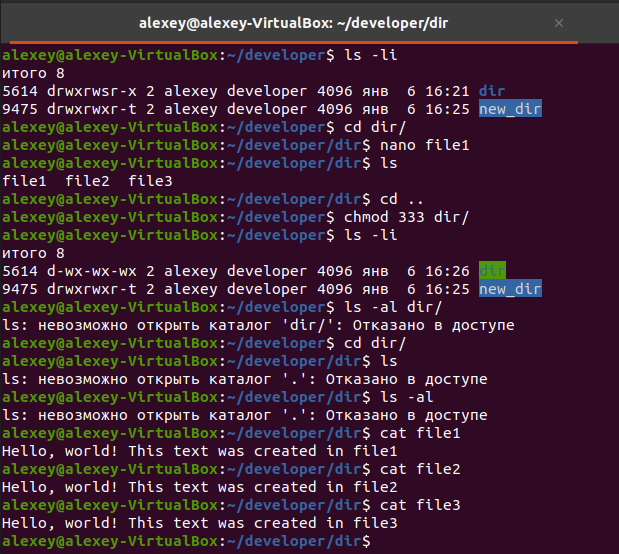 alexey@alexey-VirtualBox: ~/developer/dir ×
alexey@alexey-VirtualBox:~/developer$ ls -li
итого 8
5614 drwxrwsr-x 2 alexey developer 4096 янв  6 16:21 dir
9475 drwxrwxr-t 2 alexey developer 4096 янв  6 16:25 new_dir
alexey@alexey-VirtualBox:~/developer$ cd dir/
alexey@alexey-VirtualBox:~/developer/dir$ nano file1
alexey@alexey-VirtualBox:~/developer/dir$ ls
file1  file2  file3
alexey@alexey-VirtualBox:~/developer/dir$ cd ..
alexey@alexey-VirtualBox:~/developer$ chmod 333 dir/
alexey@alexey-VirtualBox:~/developer$ ls -li
итого 8
5614 d-wx-wx-wx 2 alexey developer 4096 янв  6 16:26 dir
9475 drwxrwxr-t 2 alexey developer 4096 янв  6 16:25 new_dir
alexey@alexey-VirtualBox:~/developer$ ls -al dir/
ls: невозможно открыть каталог 'dir/': Отказано в доступе
alexey@alexey-VirtualBox:~/developer$ cd dir/
alexey@alexey-VirtualBox:~/developer/dir$ ls
ls: невозможно открыть каталог '.': Отказано в доступе
alexey@alexey-VirtualBox:~/developer/dir$ ls -al
ls: невозможно открыть каталог '.': Отказано в доступе
alexey@alexey-VirtualBox:~/developer/dir$ cat file1
Hello, world! This text was created in file1
alexey@alexey-VirtualBox:~/developer/dir$ cat file2
Hello, world! This text was created in file2
alexey@alexey-VirtualBox:~/developer/dir$ cat file3
Hello, world! This text was created in file3
alexey@alexey-VirtualBox:~/developer/dir$